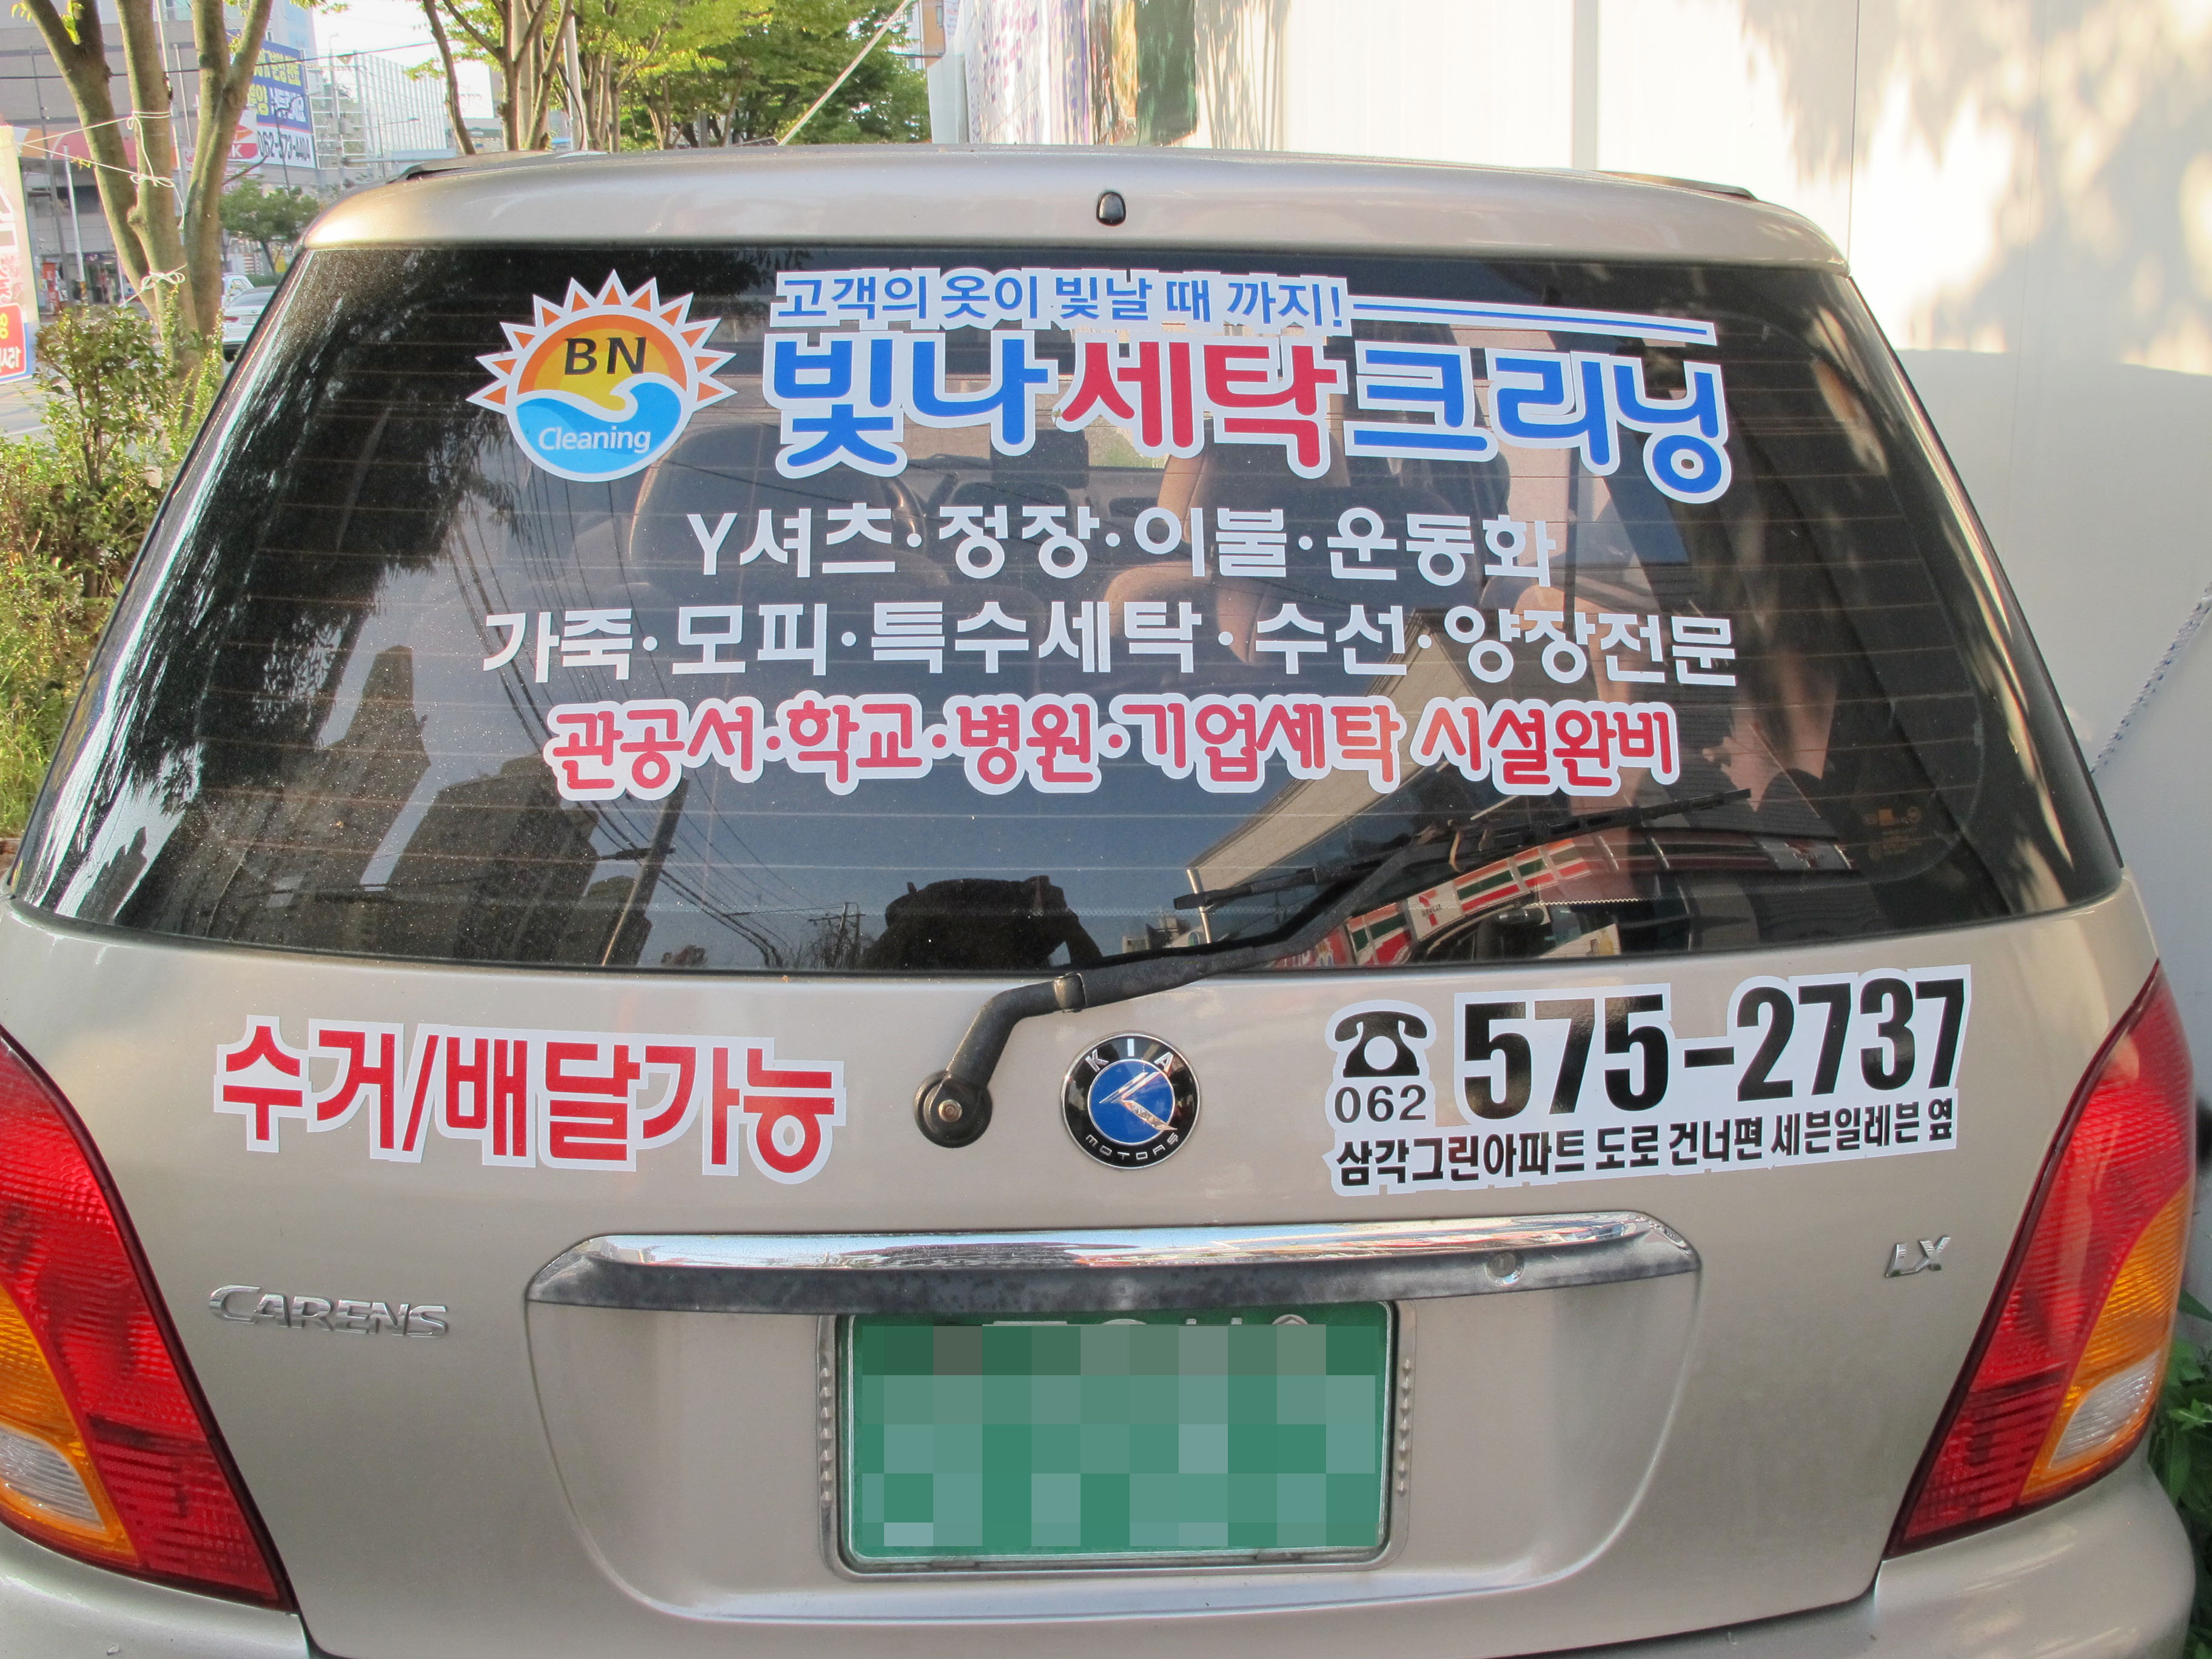 062-573-4404
고객의 옷이 빛날 때 까지!
BN
Cleaning
빛나세탁크리닝
Y셔츠·정장·이불·운동화
가죽·모피·특수세탁·수선·양장전문
관공서·학교·병원·기업세탁 시설완비
수거/배달가능
KIA
MOTORS
575-2737
062
삼각그린아파트 도로 건너편 세븐일레븐 옆
CARENS
LX